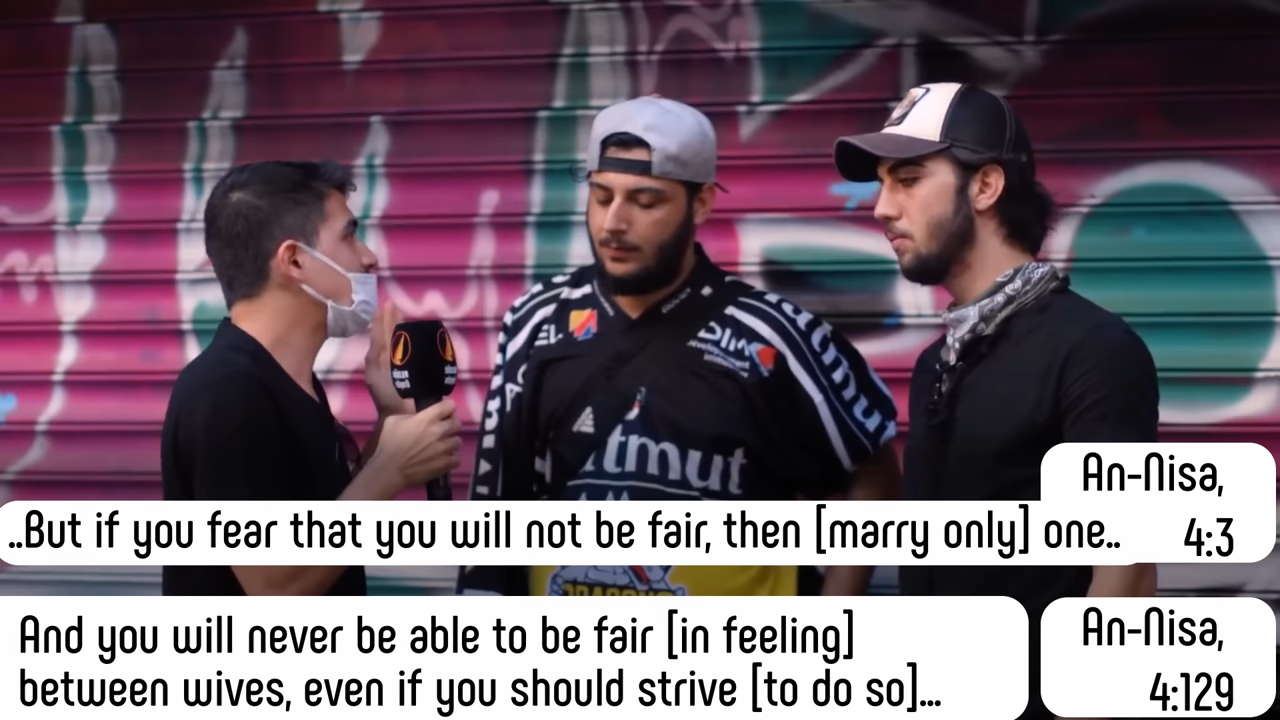 An-Nisa,
..But if you fear that you will not be fair, then [marry only] one..
4:3
And you will never be able to be fair [in feeling]
between wives, even if you should strive [to do so]...
An-Nisa,
4:129
tmut